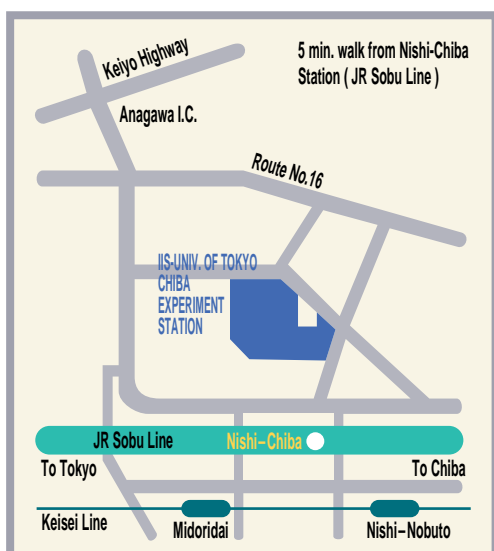 Keiyo Highway
5 min. walk from Nishi-Chiba
Station ( JR Sobu Line )
Anagawa I.C.
Route No.16
IIS-UNIV. OF TOKYO
CHIBA
EXPERIMENT
STATION
JR Sobu Line
Nishi–Chiba
To Tokyo
To Chiba
Keisei Line
Midoridai
Nishi–Nobuto